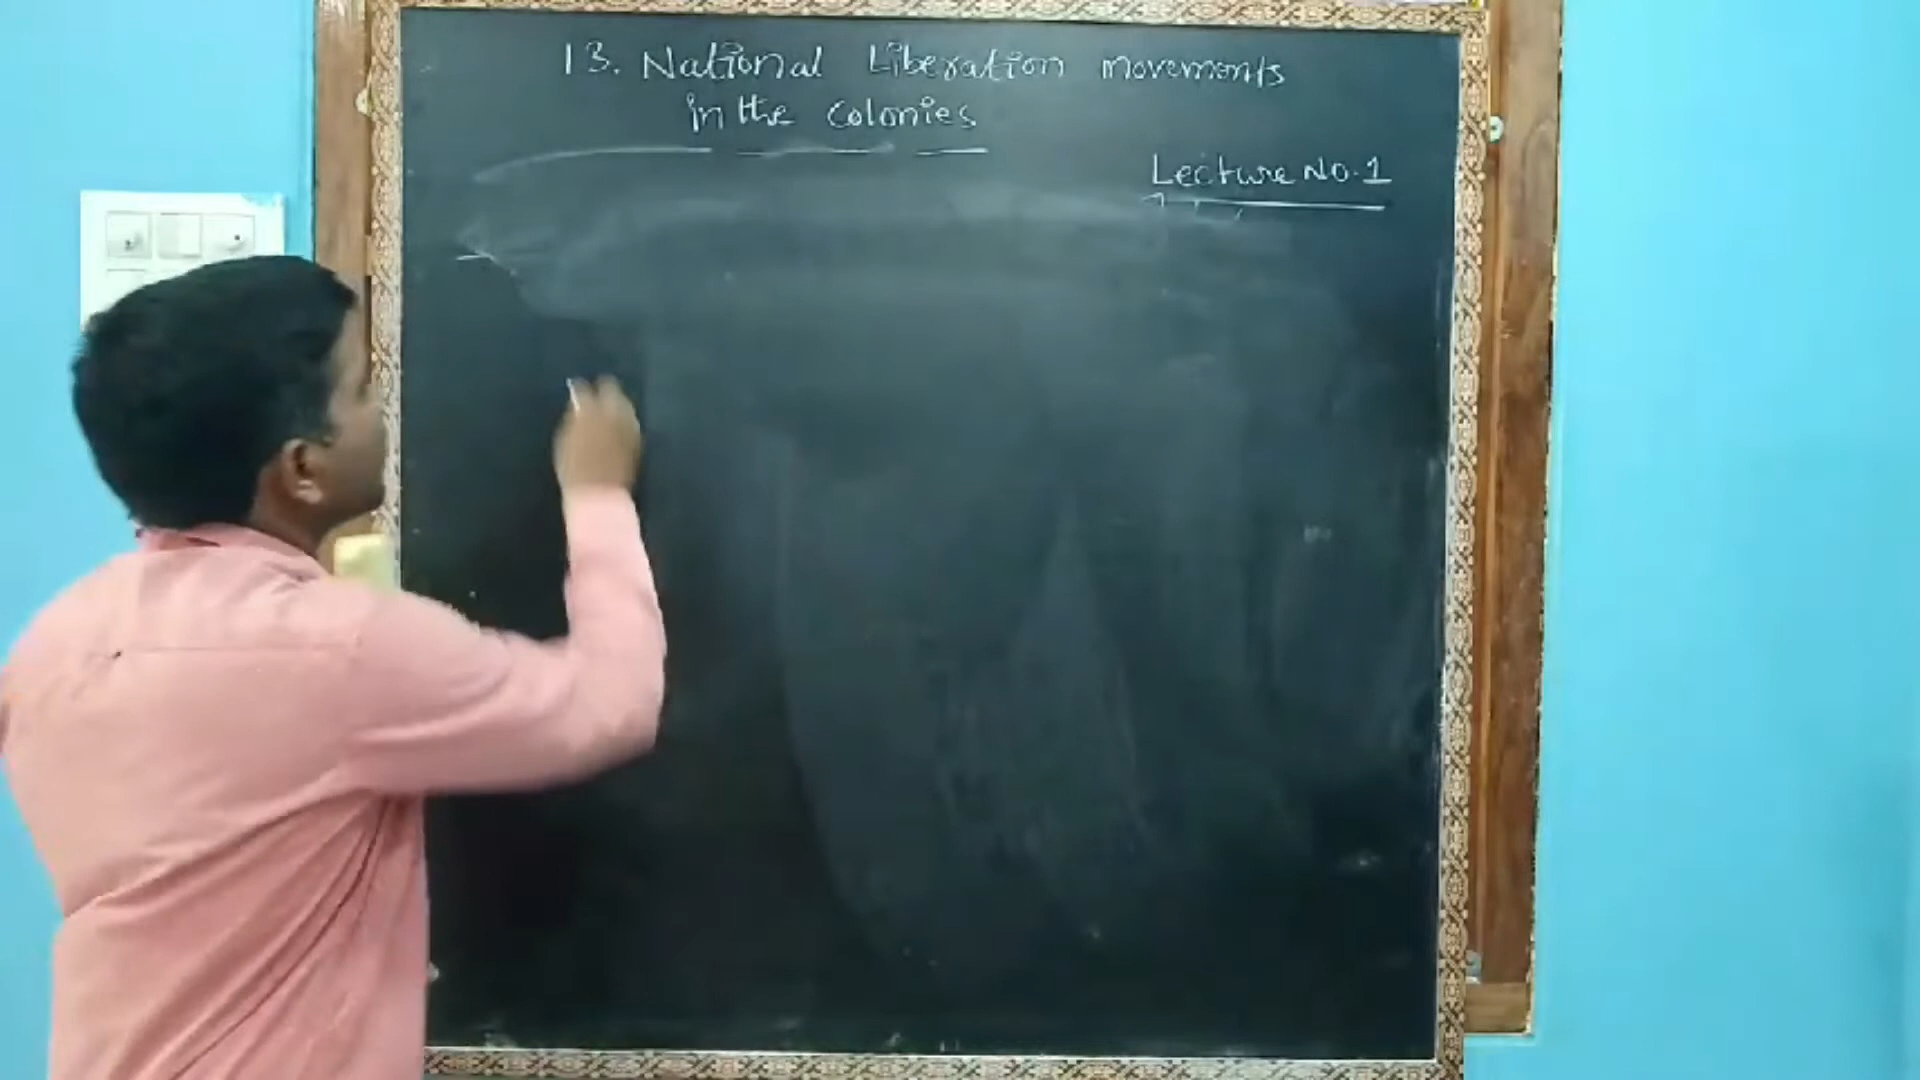 13. National Liberation movements
in the colonies
Lecture No.1